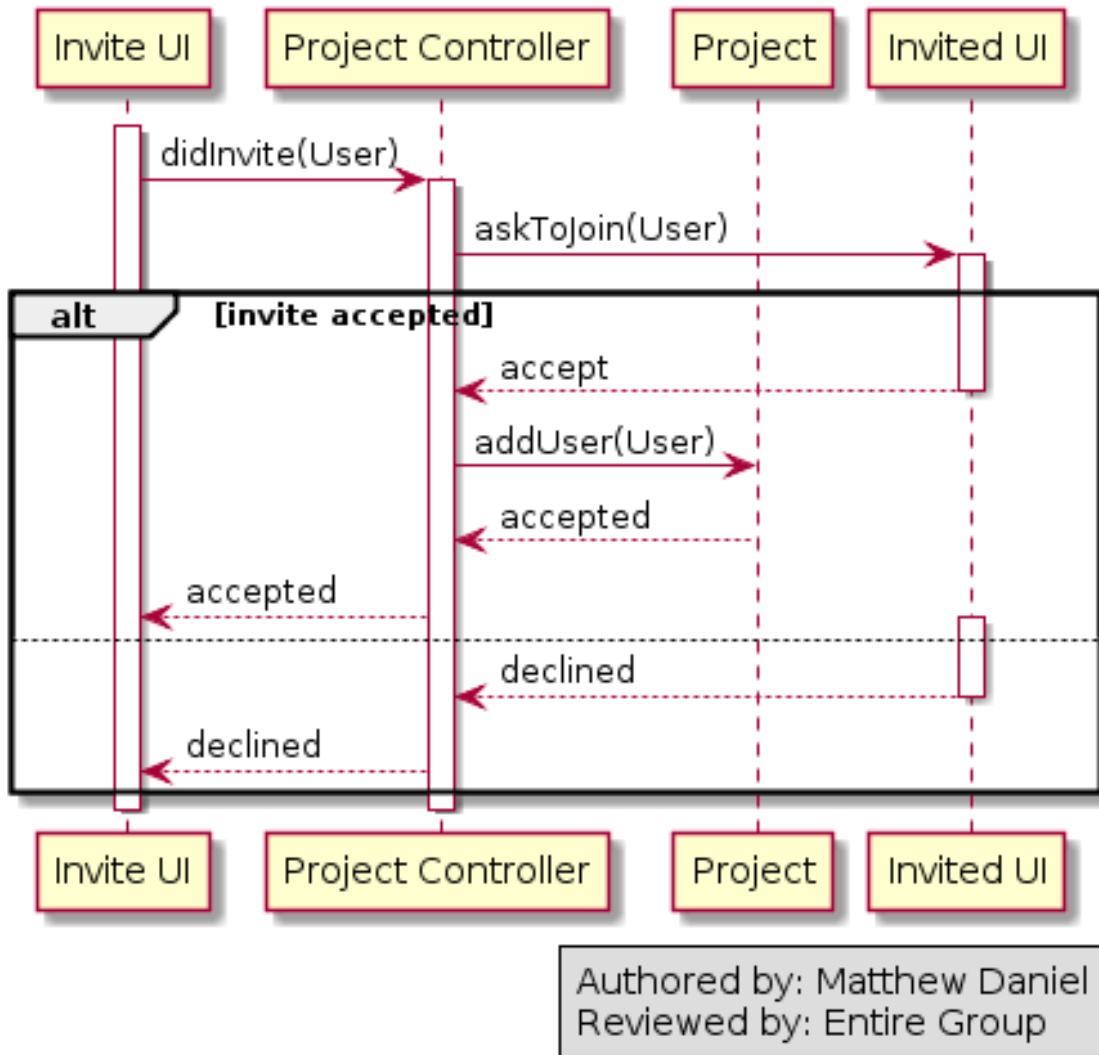 Invite UI
Project Controller
Project
Invited UI
didInvite(User)
askToJoin(User)
alt
[invite accepted]
accept
addUser(User)
accepted
accepted
declined
declined
Invite UI
Project Controller
Project
Invited UI
Authored by: Matthew Daniel
Reviewed by: Entire Group